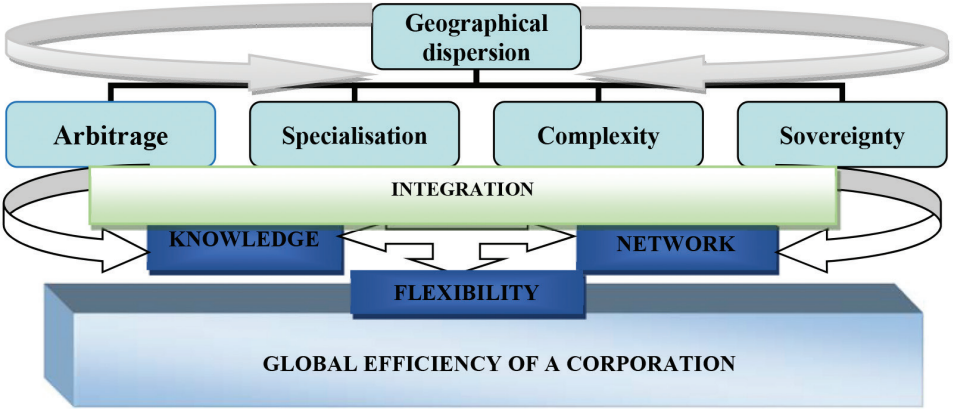 Geographical
dispersion
Arbitrage
Specialisation
Complexity
Sovereignty
INTEGRATION
KNOWLEDGE
NETWORK
FLEXIBILITY
GLOBAL EFFICIENCY OF A CORPORATION